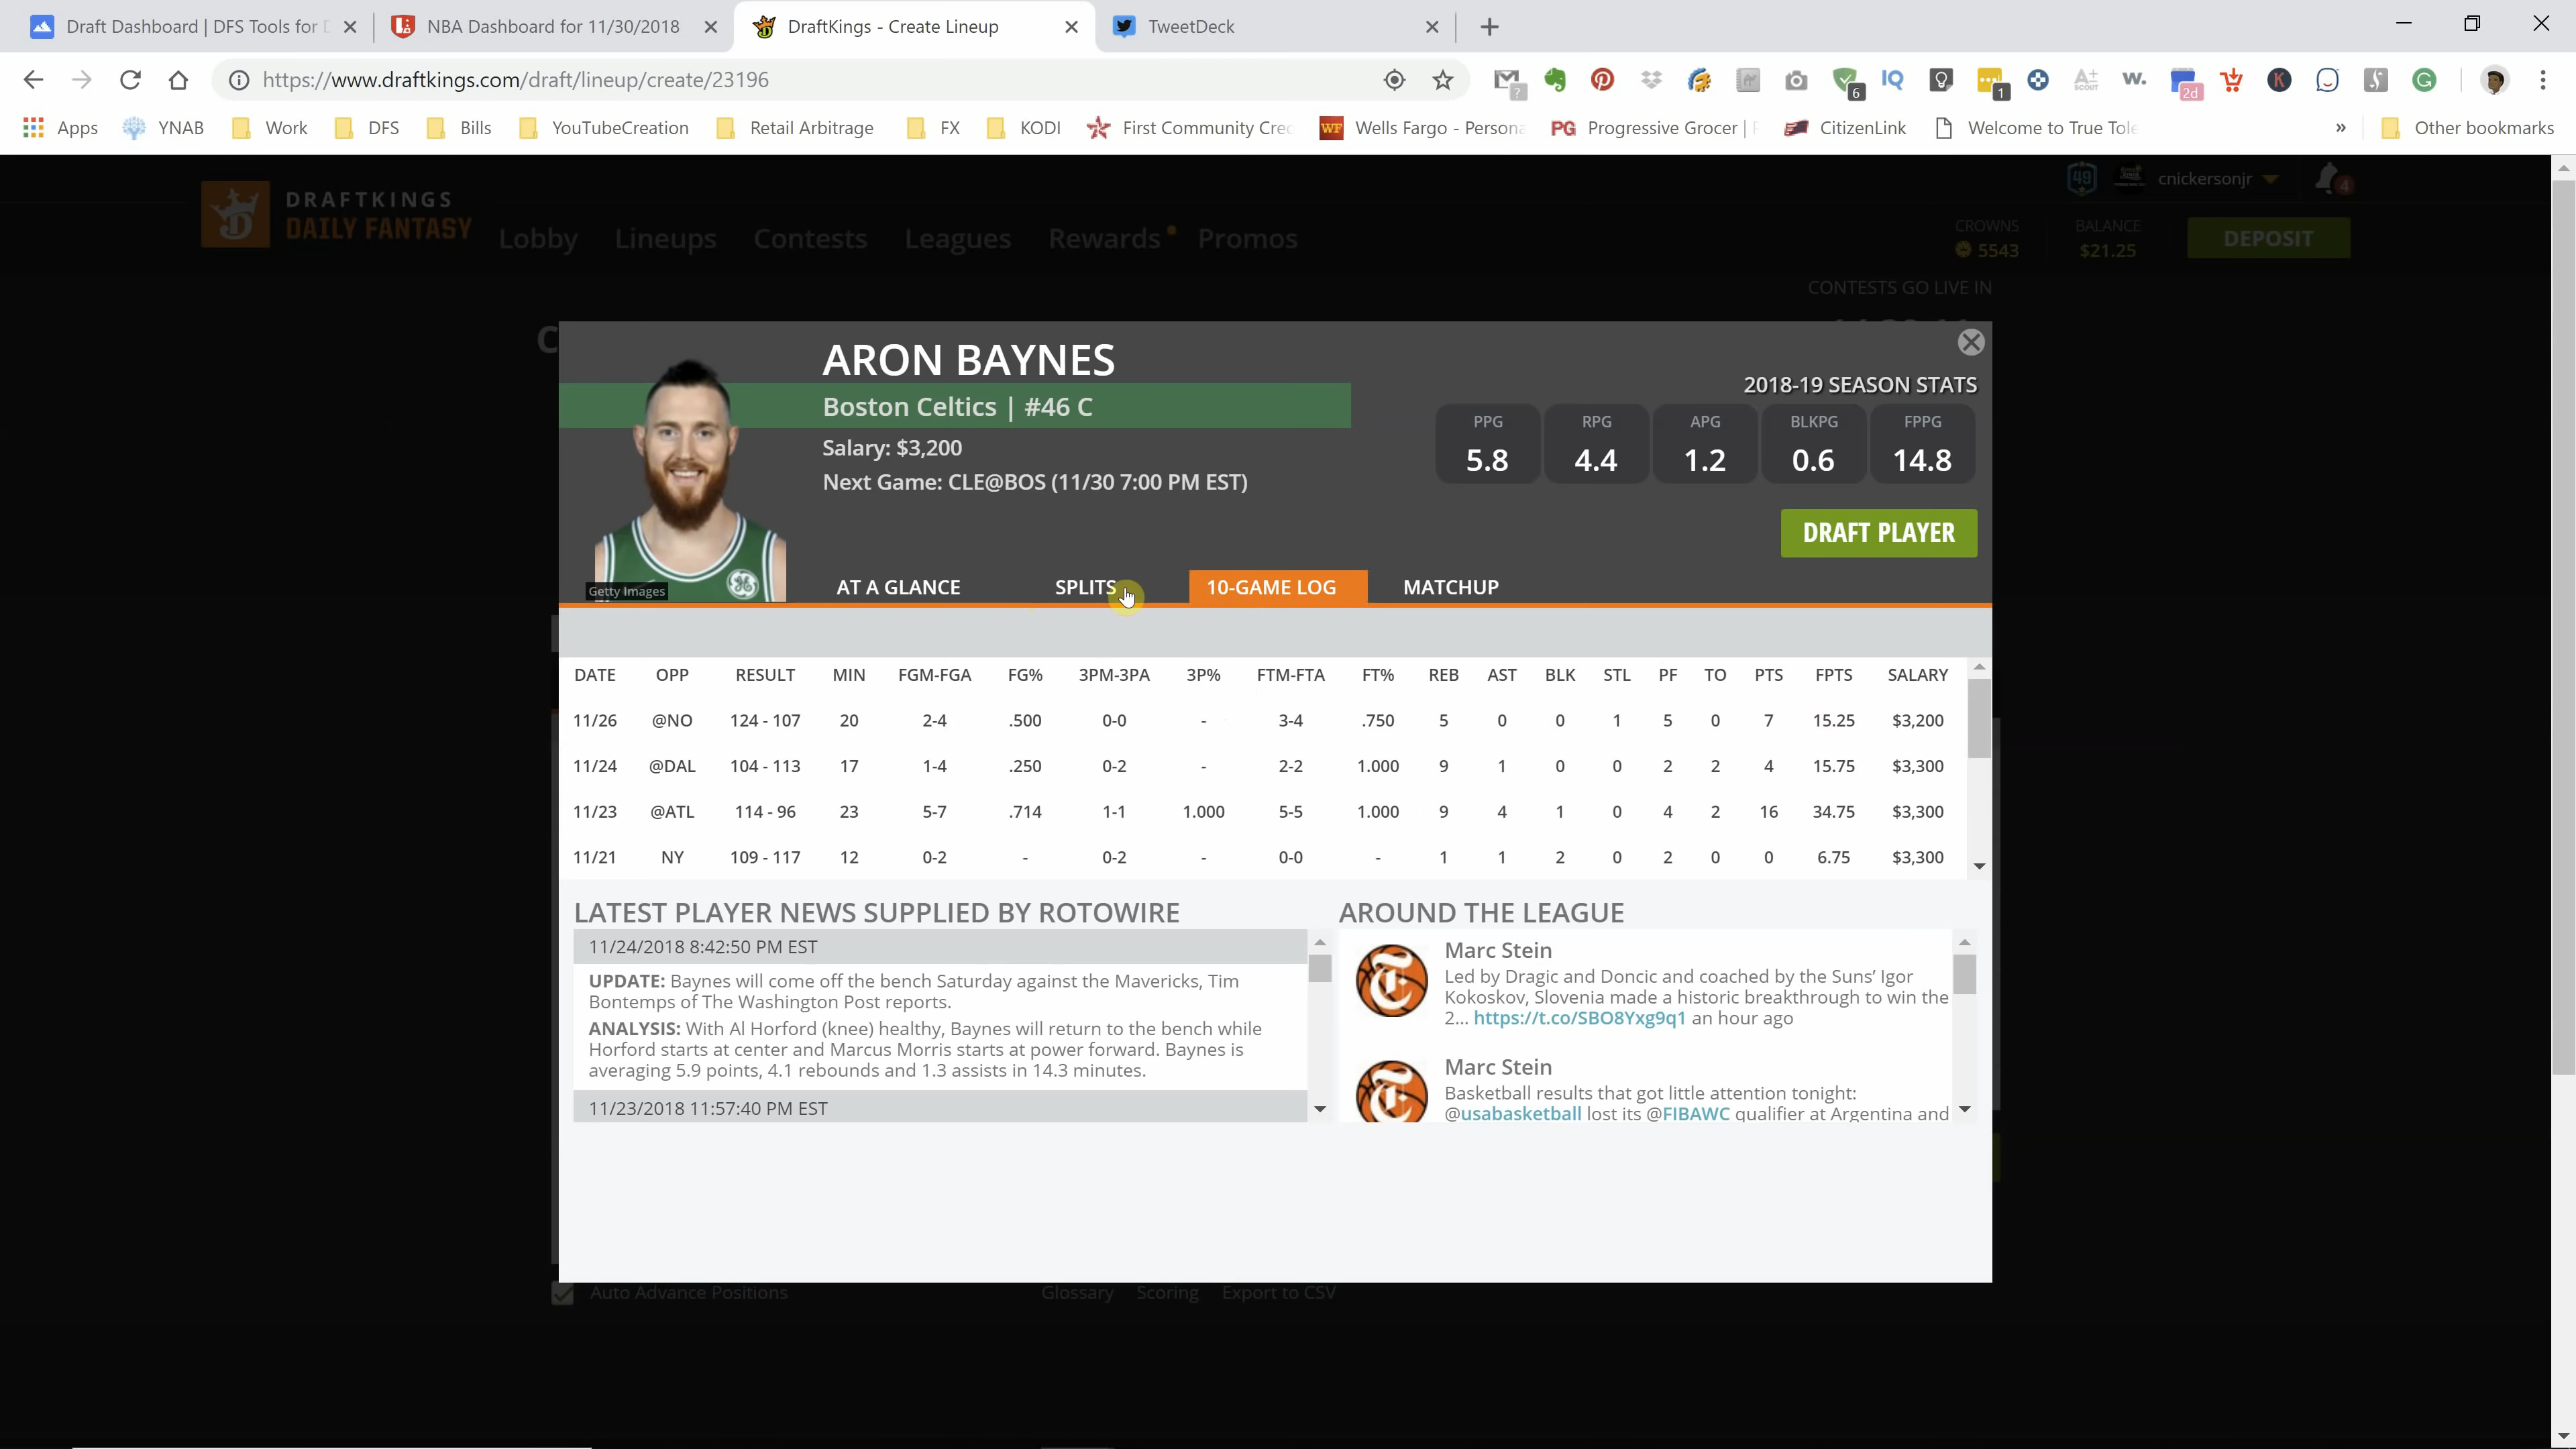 Draft Dashboard | DFS Tools for D
NBA Dashboard for 11/30/2018
DraftKings - Create Lineup
TweetDeck
https://www.draftkings.com/draft/lineup/create/23196
Apps
YNAB
Work
DFS
Bills
YouTubeCreation
Retail Arbitrage
FX
KODI
First Community Cre
Wells Fargo - Persona
Progressive Grocer |
CitizenLink
Welcome to True Tole
»
Other bookmarks
DRAFTKINGS
DAILY FANTASY
Lobby
Lineups
Contests
Leagues
Rewards
Promos
49
cnickersonjr
4
CROWNS
5543
BALANCE
$21.25
DEPOSIT
CONTESTS GO LIVE IN
ARON BAYNES
Boston Celtics | #46 C
Salary: $3,200
Next Game: CLE@BOS (11/30 7:00 PM EST)
Getty Images
2018-19 SEASON STATS
PPG RPG APG BLKPG FPPG
5.8 4.4 1.2 0.6 14.8
DRAFT PLAYER
AT A GLANCE
SPLITS
10-GAME LOG
MATCHUP
DATE OPP RESULT MIN FGM-FGA FG% 3PM-3PA 3P% FTM-FTA FT% REB AST BLK STL PF TO PTS FPTS SALARY
11/26 @NO 124 - 107 20 2-4 .500 0-0 - 3-4 .750 5 0 0 1 5 0 7 15.25 $3,200
11/24 @DAL 104 - 113 17 1-4 .250 0-2 - 2-2 1.000 9 1 0 0 2 2 4 15.75 $3,300
11/23 @ATL 114 - 96 23 5-7 .714 1-1 1.000 5-5 1.000 9 4 1 0 4 2 16 34.75 $3,300
11/21 NY 109 - 117 12 0-2 - 0-2 - 0-0 - 1 1 2 0 2 0 0 6.75 $3,300
LATEST PLAYER NEWS SUPPLIED BY ROTOWIRE
11/24/2018 8:42:50 PM EST
UPDATE: Baynes will come off the bench Saturday against the Mavericks, Tim
Bontemps of The Washington Post reports.
ANALYSIS: With Al Horford (knee) healthy, Baynes will return to the bench while
Horford starts at center and Marcus Morris starts at power forward. Baynes is
averaging 5.9 points, 4.1 rebounds and 1.3 assists in 14.3 minutes.
11/23/2018 11:57:40 PM EST
AROUND THE LEAGUE
Marc Stein
Led by Dragic and Doncic and coached by the Suns' Igor
Kokoskov, Slovenia made a historic breakthrough to win the
2... https://t.co/SBO8Yxg9q1 an hour ago
Marc Stein
Basketball results that got little attention tonight:
@usabasketball lost its @FIBAWC qualifier at Argentina and
Auto Advance Positions
Glossary
Scoring
Export to CSV